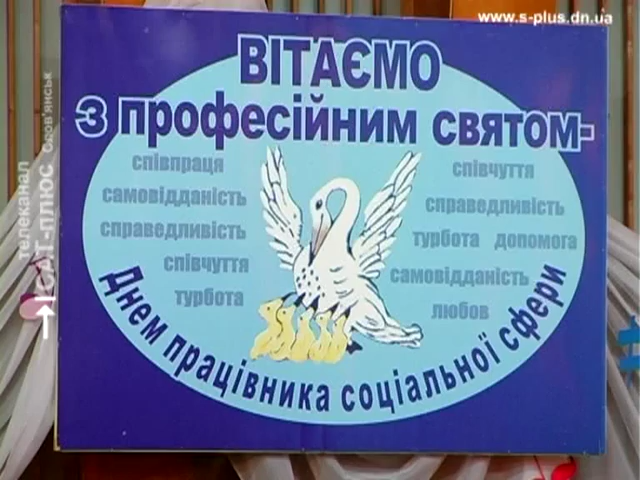 www.s-plus.dn.ua
ВІТАЄМО
З професійним святом-
співпраця
самовідданість
справедливість
співчуття
турбота
співчуття
справедливість
турбота допомога
самовідданість
любов
Днем працівника соціальної сфери
телеканал
САТ-ПЛЮС Слов'янськ